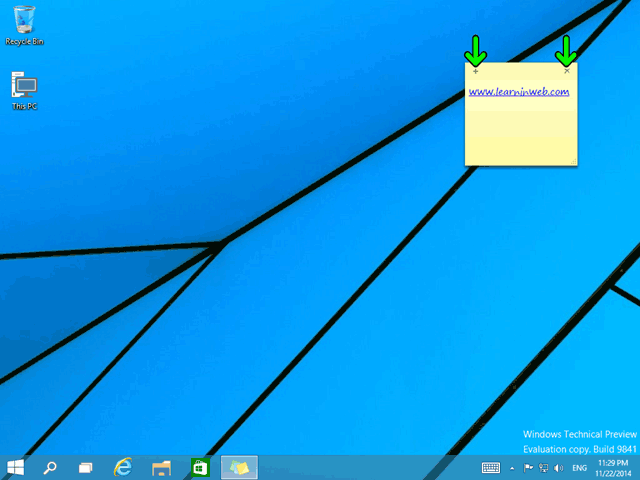 Recycle Bin
This PC
www.learninweb.com
Windows Technical Preview
Evaluation copy. Build 9841
ENG
11:29 PM
11/22/2014